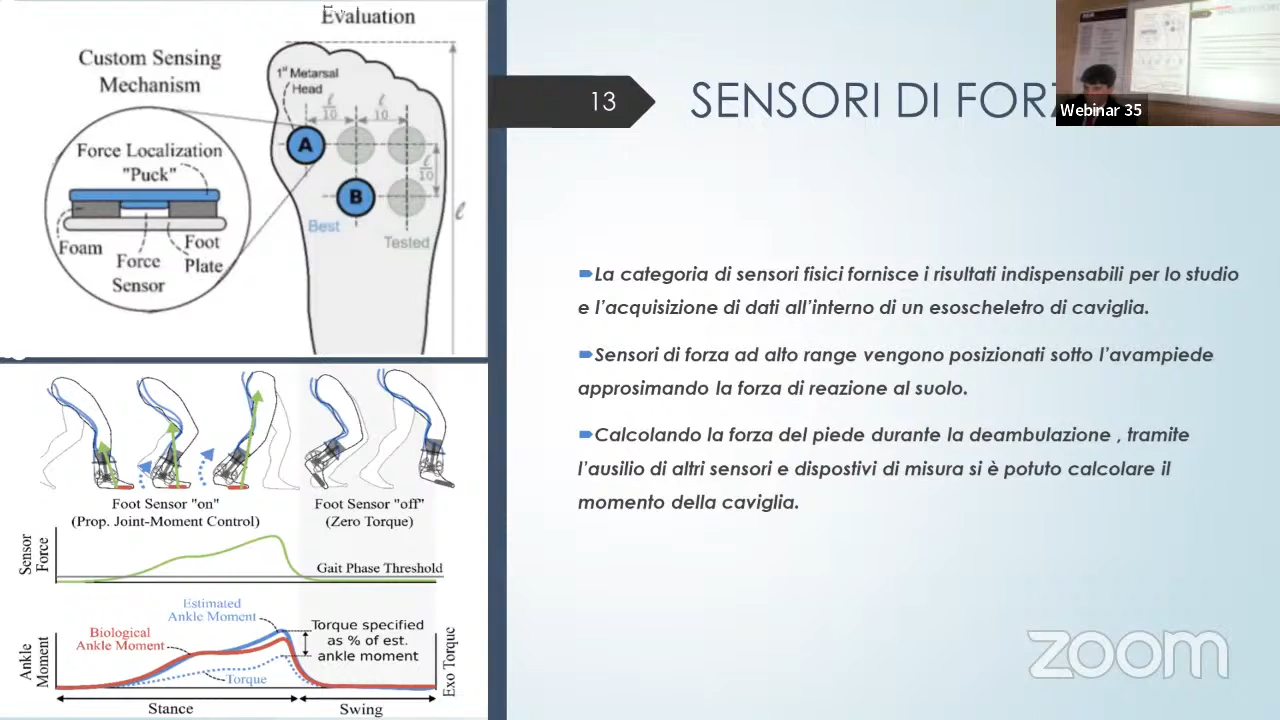 Evaluation
Custom Sensing
Mechanism
1st Metarsal
Head
ℓ/10
ℓ/10
Force Localization
"Puck"
A
ℓ/10
B
ℓ
Best
Tested
Foam
Force
Sensor
Foot
Plate
Foot Sensor "on"
(Prop. Joint-Moment Control)
Foot Sensor "off"
(Zero Torque)
Sensor
Force
Gait Phase Threshold
Estimated
Ankle Moment
Biological
Ankle Moment
Torque specified
as % of est.
ankle moment
Torque
Ankle
Moment
Exo Torque
Stance
Swing
13
SENSORI DI FORZ
Webinar 35
La categoria di sensori fisici fornisce i risultati indispensabili per lo studio
e l'acquisizione di dati all'interno di un esoscheletro di caviglia.
Sensori di forza ad alto range vengono posizionati sotto l'avampiede
approsimando la forza di reazione al suolo.
Calcolando la forza del piede durante la deambulazione , tramite
l'ausilio di altri sensori e dispostivi di misura si è potuto calcolare il
momento della caviglia.
zoom